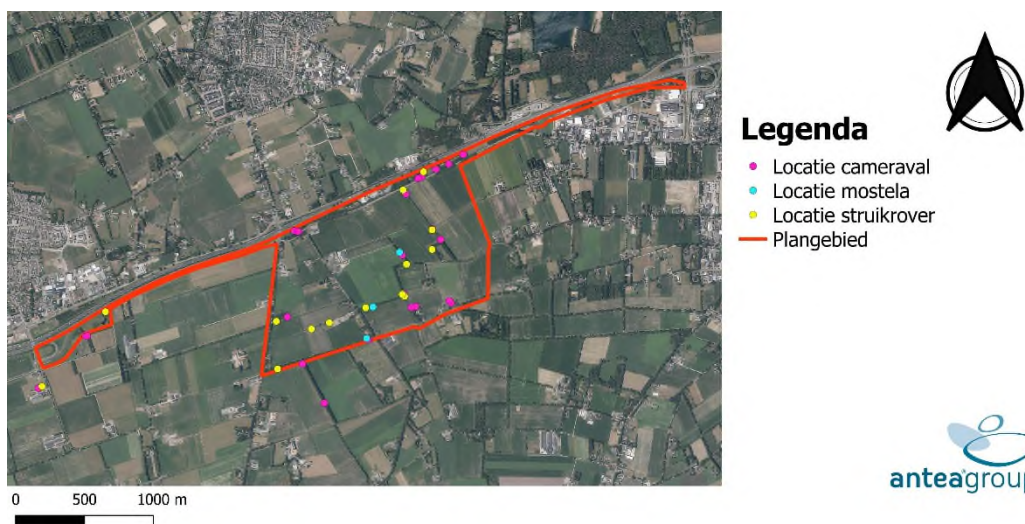 Legenda
Locatie cameraval
Locatie mostela
Locatie struikrover
Plangebied
anteagroup
0 500 1000 m